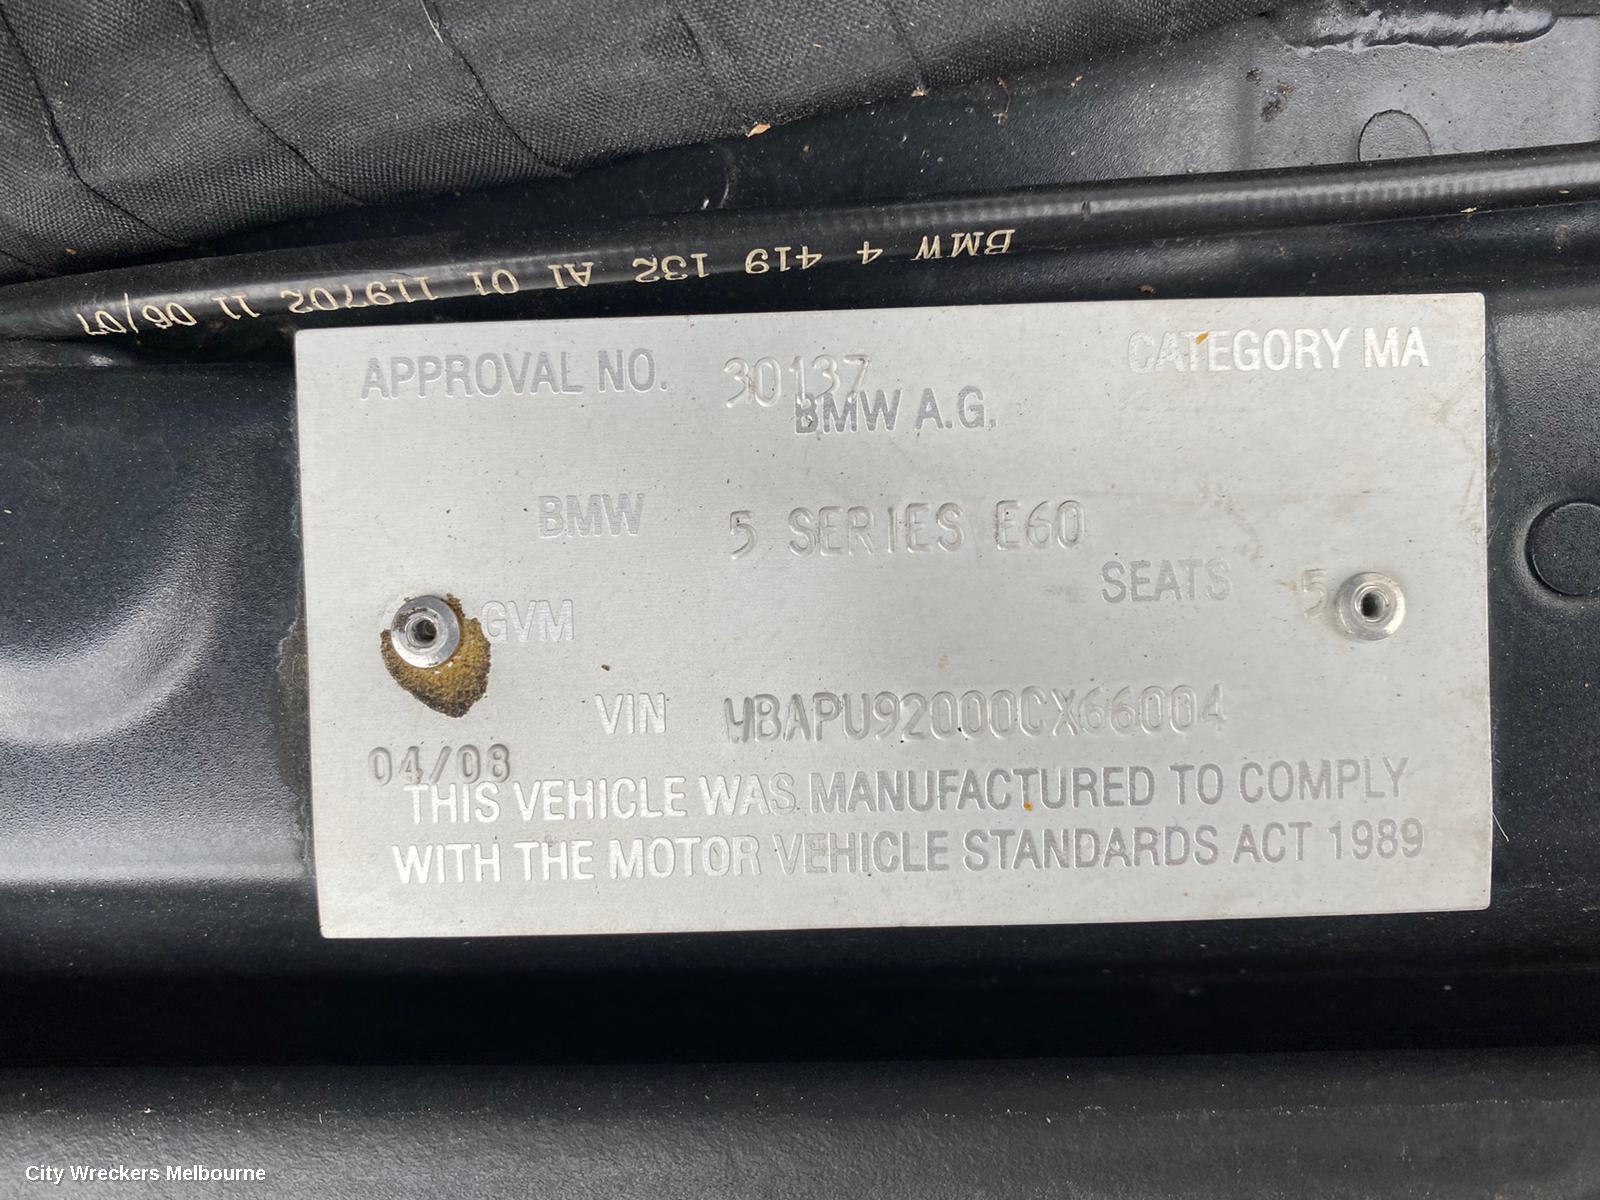 BMW 4 419 132 AI 01 119702 11 06/07
APPROVAL NO. 30137 CATEGORY MA
BMW A.G.
BMW 5 SERIES E60
SEATS 5
GVM
VIN WBAPU92000CX66004
04/08
THIS VEHICLE WAS MANUFACTURED TO COMPLY
WITH THE MOTOR VEHICLE STANDARDS ACT 1989
City Wreckers Melbourne